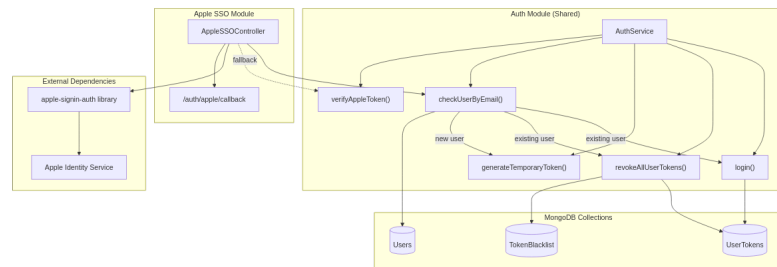 Apple SSO Module
Auth Module (Shared)
AppleSSOController
AuthService
External Dependencies
fallback
apple-signin-auth library
/auth/apple/callback
verifyAppleToken()
checkUserByEmail()
new user
existing user
existing user
Apple Identity Service
generateTemporaryToken()
revokeAllUserTokens()
login()
MongoDB Collections
Users
TokenBlacklist
UserTokens